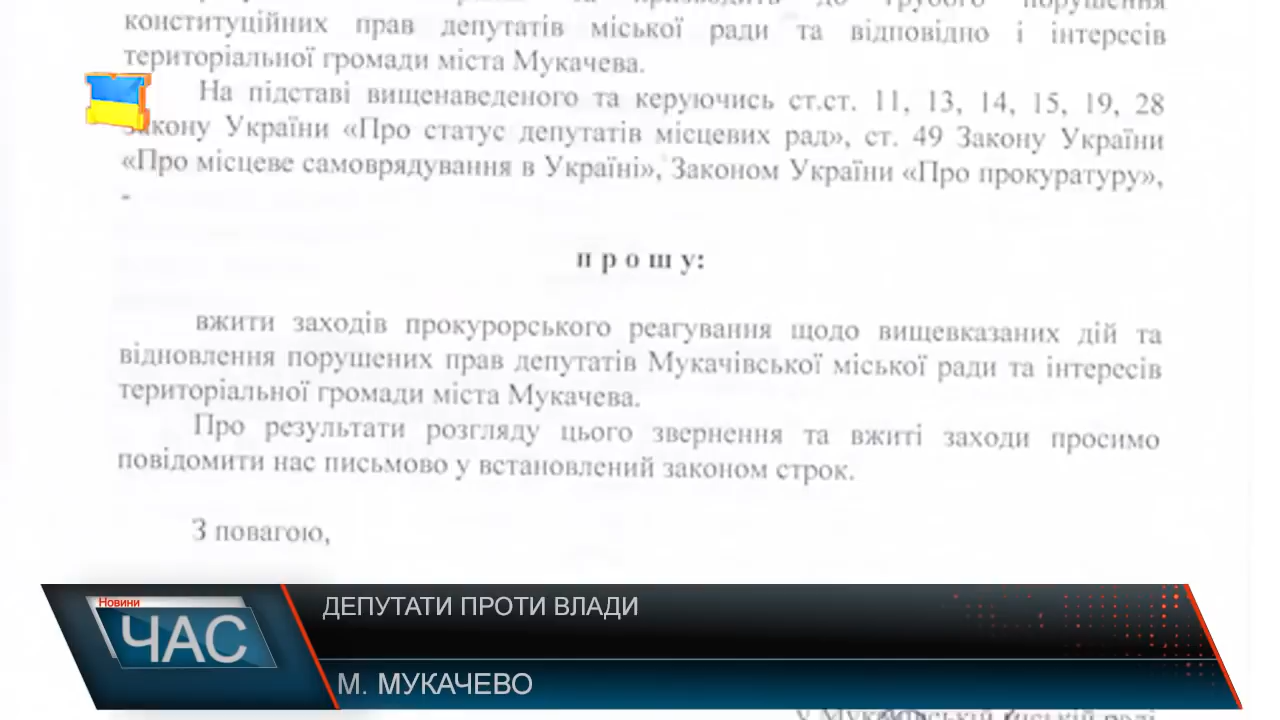 конституційних прав депутатів міської ради та відповідно і інтересів
територіальної громади міста Мукачева.
На підставі вищенаведеного та керуючись ст.ст. 11, 13, 14, 15, 19, 28
Закону України «Про статус депутатів місцевих рад», ст. 49 Закону України
«Про місцеве самоврядування в Україні», Законом України «Про прокуратуру»,
-
п р о ш у:
вжити заходів прокурорського реагування щодо вищевказаних дій та
відновлення порушених прав депутатів Мукачівської міської ради та інтересів
територіальної громади міста Мукачева.
Про результати розгляду цього звернення та вжиті заходи просимо
повідомити нас письмово у встановлений законом строк.
З повагою,
Новини
ЧАС
ДЕПУТАТИ ПРОТИ ВЛАДИ
М. МУКАЧЕВО